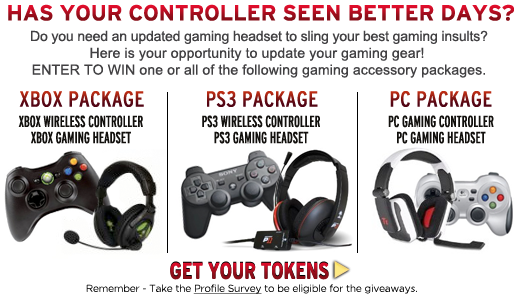 HAS YOUR CONTROLLER SEEN BETTER DAYS?
Do you need an updated gaming headset to sling your best gaming insults?
Here is your opportunity to update your gaming gear!
ENTER TO WIN one or all of the following gaming accessory packages.
XBOX PACKAGE
XBOX WIRELESS CONTROLLER
XBOX GAMING HEADSET
PS3 PACKAGE
PS3 WIRELESS CONTROLLER
PS3 GAMING HEADSET
SONY
PC PACKAGE
PC GAMING CONTROLLER
PC GAMING HEADSET
GET YOUR TOKENS
Remember - Take the Profile Survey to be eligible for the giveaways.